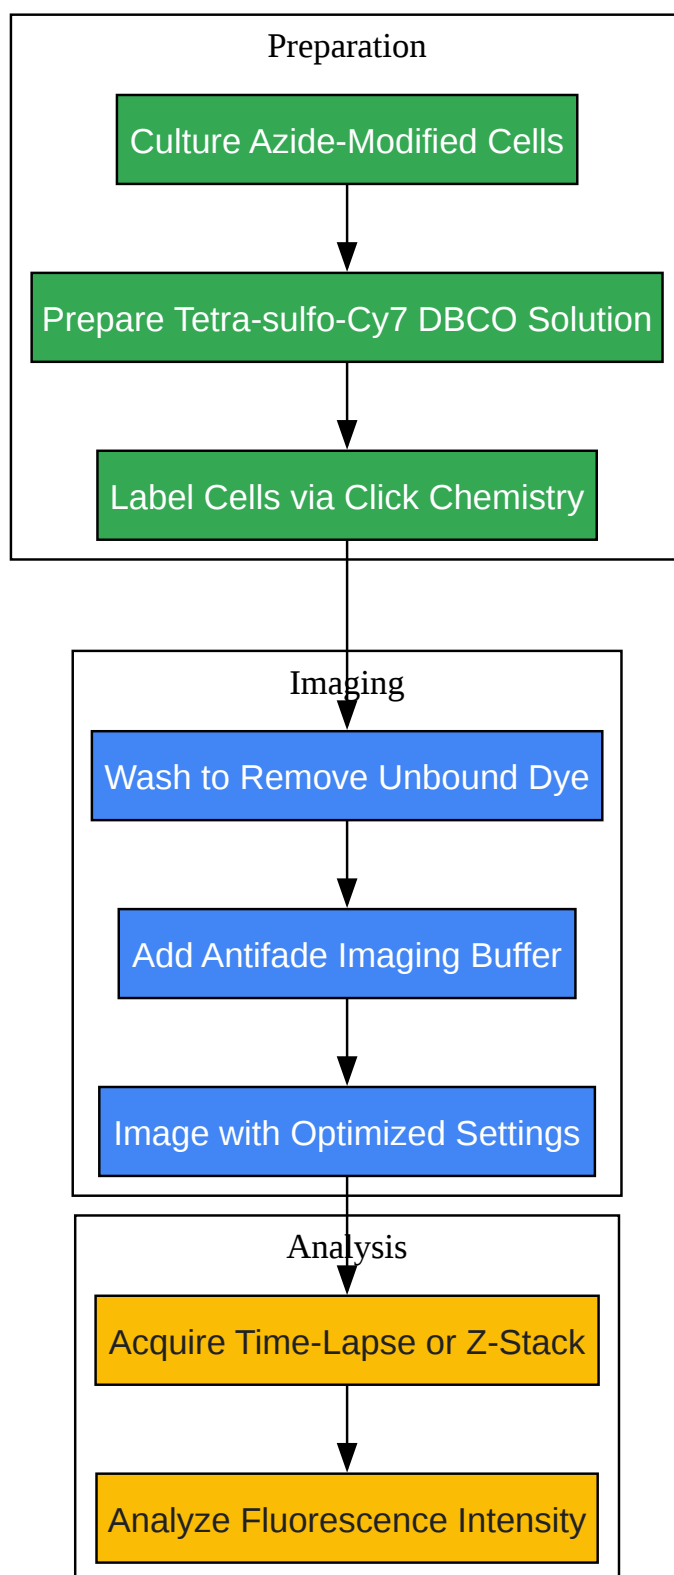 Preparation
Culture Azide-Modified Cells
Prepare Tetra-sulfo-Cy7 DBCO Solution
Label Cells via Click Chemistry
Imaging
Wash to Remove Unbound Dye
Add Antifade Imaging Buffer
Image with Optimized Settings
Analysis
Acquire Time-Lapse or Z-Stack
Analyze Fluorescence Intensity